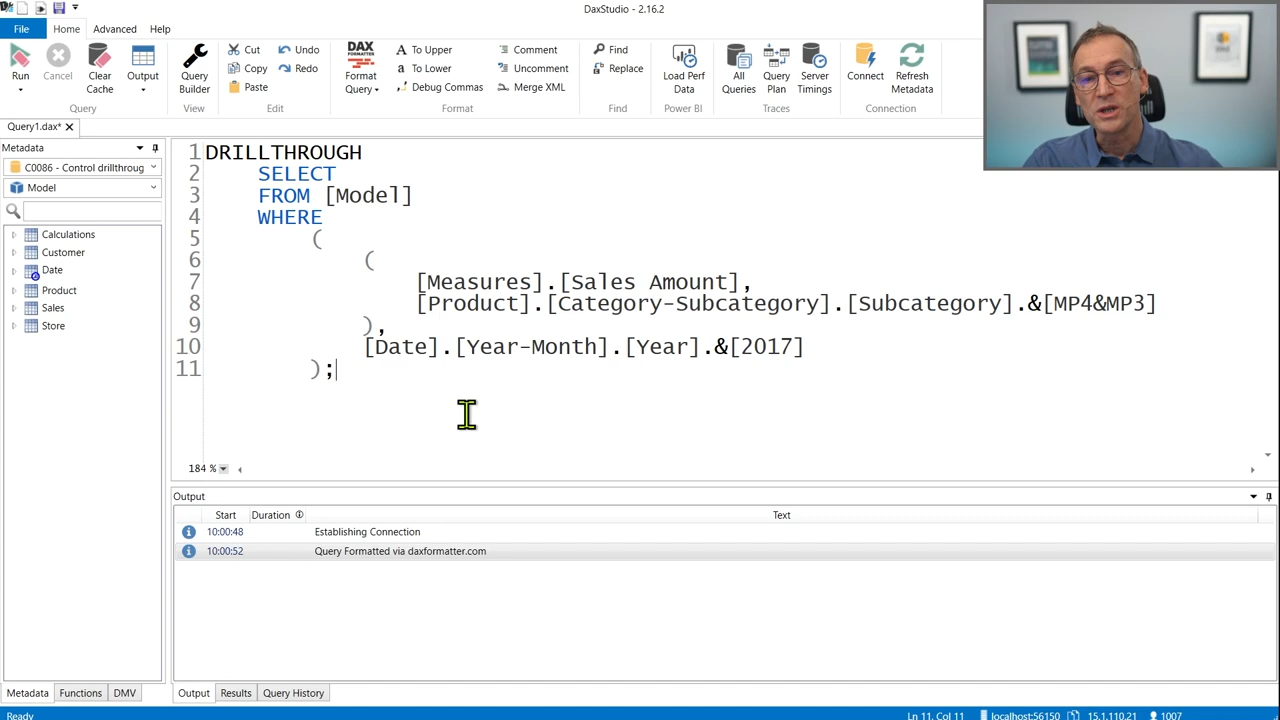 DaxStudio - 2.16.2
File Home Advanced Help
Run Cancel Clear Cache Output Query Builder
Cut Undo
Copy Redo
Paste
DAX FORMATTER Format Query
To Upper Comment
To Lower Uncomment
Debug Commas Merge XML
Find
Replace
Load Perf Data All Queries Query Plan Server Timings Connect Refresh Metadata
Query View Edit Format Find Power BI Traces Connection
Query1.dax*
Metadata
C0086 - Control drillthroug
Model
Calculations
Customer
Date
Product
Sales
Store
1 DRILLTHROUGH
2 SELECT
3 FROM [Model]
4 WHERE
5 (
6 (
7 [Measures].[Sales Amount],
8 [Product].[Category-Subcategory].[Subcategory].&[MP4&MP3]
9 ),
10 [Date].[Year-Month].[Year].&[2017]
11 );
184 %
Output
Start Duration Text
10:00:48 Establishing Connection
10:00:52 Query Formatted via daxformatter.com
Metadata Functions DMV
Output Results Query History
Ready Ln 11, Col 11 localhost:56150 15.1.110.21 1007